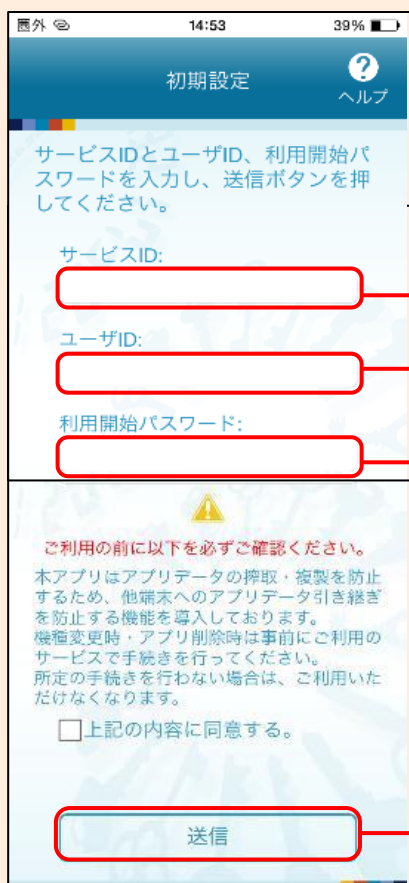 圏外 14:53 39%
初期設定
?
ヘルプ
サービスIDとユーザID、利用開始パ
スワードを入力し、送信ボタンを押
してください。
サービスID:
ユーザID:
利用開始パスワード:
ご利用の前に以下を必ずご確認ください。
本アプリはアプリデータの搾取・複製を防止
するため、他端末へのアプリデータ引き継ぎ
を防止する機能を導入しております。
機種変更時・アプリ削除時は事前にご利用の
サービスで手続きを行ってください。
所定の手続きを行わない場合は、ご利用いた
だけなくなります。
上記の内容に同意する。
送信